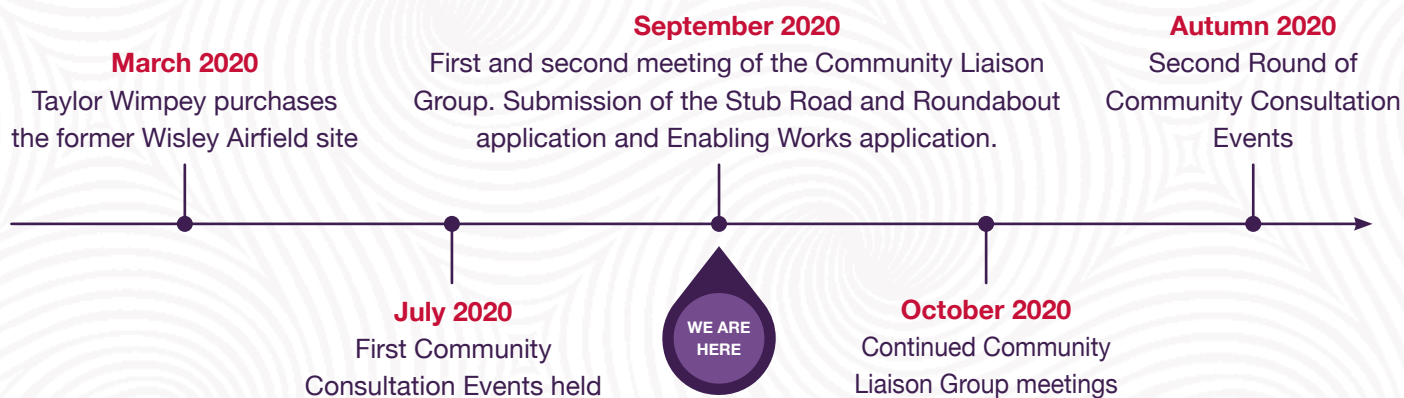 March 2020
Taylor Wimpey purchases
the former Wisley Airfield site
July 2020
First Community
Consultation Events held
September 2020
First and second meeting of the Community Liaison
Group. Submission of the Stub Road and Roundabout
application and Enabling Works application.
WE ARE
HERE
October 2020
Continued Community
Liaison Group meetings
Autumn 2020
Second Round of
Community Consultation
Events